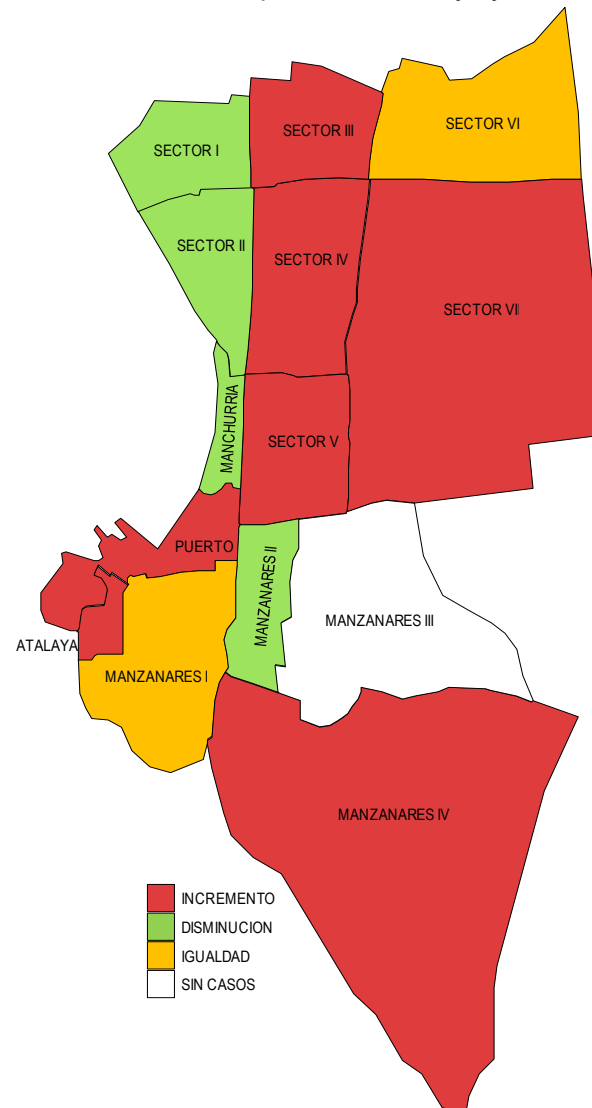 SECTOR VI
SECTOR III
SECTOR I
SECTOR II
SECTOR IV
SECTOR VII
MANCHURRIA
SECTOR V
PUERTO
MANZANARES II
MANZANARES III
ATALAYA
MANZANARES I
MANZANARES IV
INCREMENTO
DISMINUCION
IGUALDAD
SIN CASOS